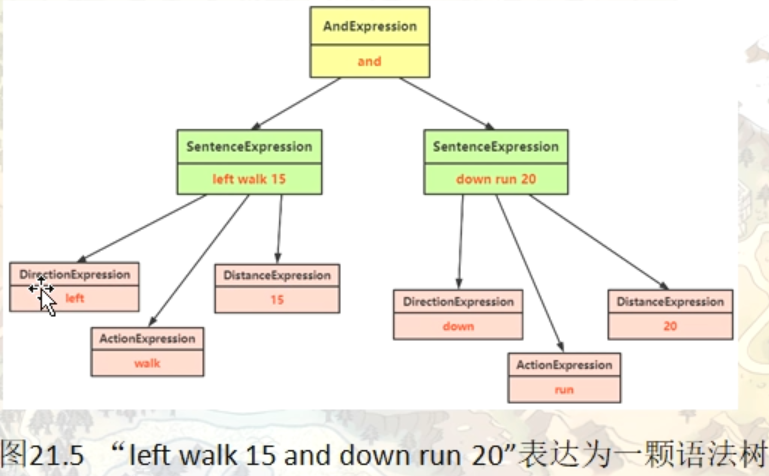 AndExpression
and
SentenceExpression
left walk 15
SentenceExpression
down run 20
DirectionExpression
left
ActionExpression
walk
DistanceExpression
15
DirectionExpression
down
ActionExpression
run
DistanceExpression
20
图21.5 “left walk 15 and down run 20”表达为一颗语法树